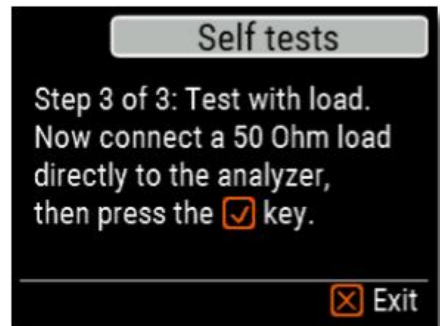 Self tests
Step 3 of 3: Test with load.
Now connect a 50 Ohm load
directly to the analyzer,
then press the ✓ key.
X Exit